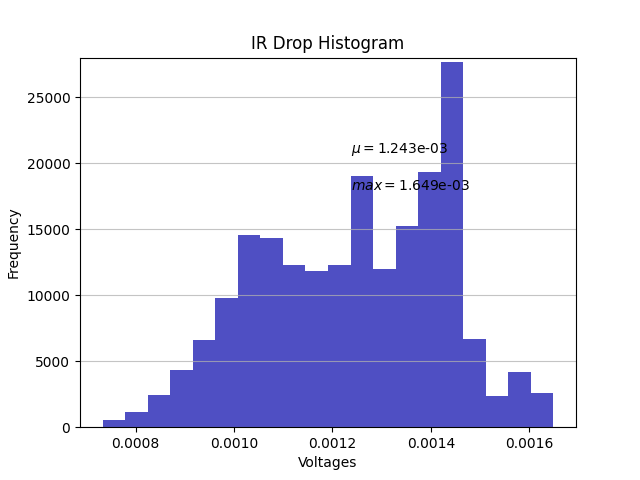 IR Drop Histogram
25000
20000
15000
10000
5000
0
Frequency
μ = 1.243e-03
max = 1.649e-03
0.0008 0.0010 0.0012 0.0014 0.0016
Voltages